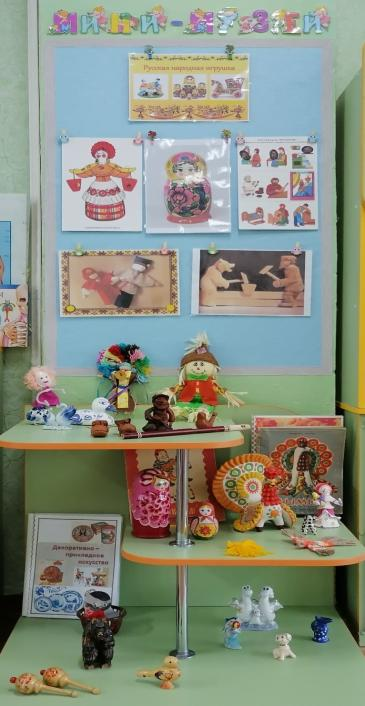 МИНИ - МУЗЕЙ
Русская народная игрушка
Декоративно -
прикладное
искусство